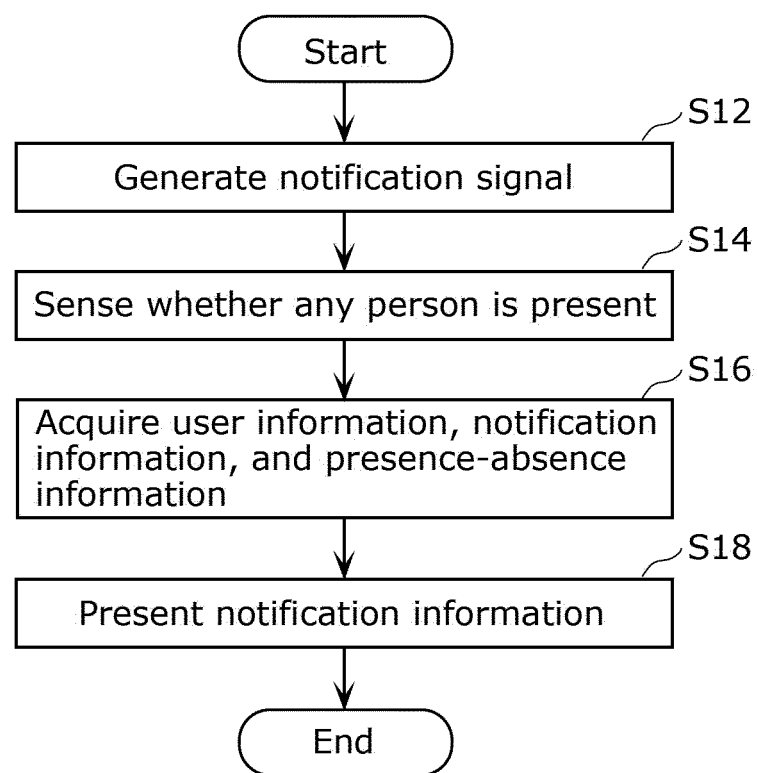 Start
S12
Generate notification signal
S14
Sense whether any person is present
S16
Acquire user information, notification
information, and presence-absence
information
S18
Present notification information
End